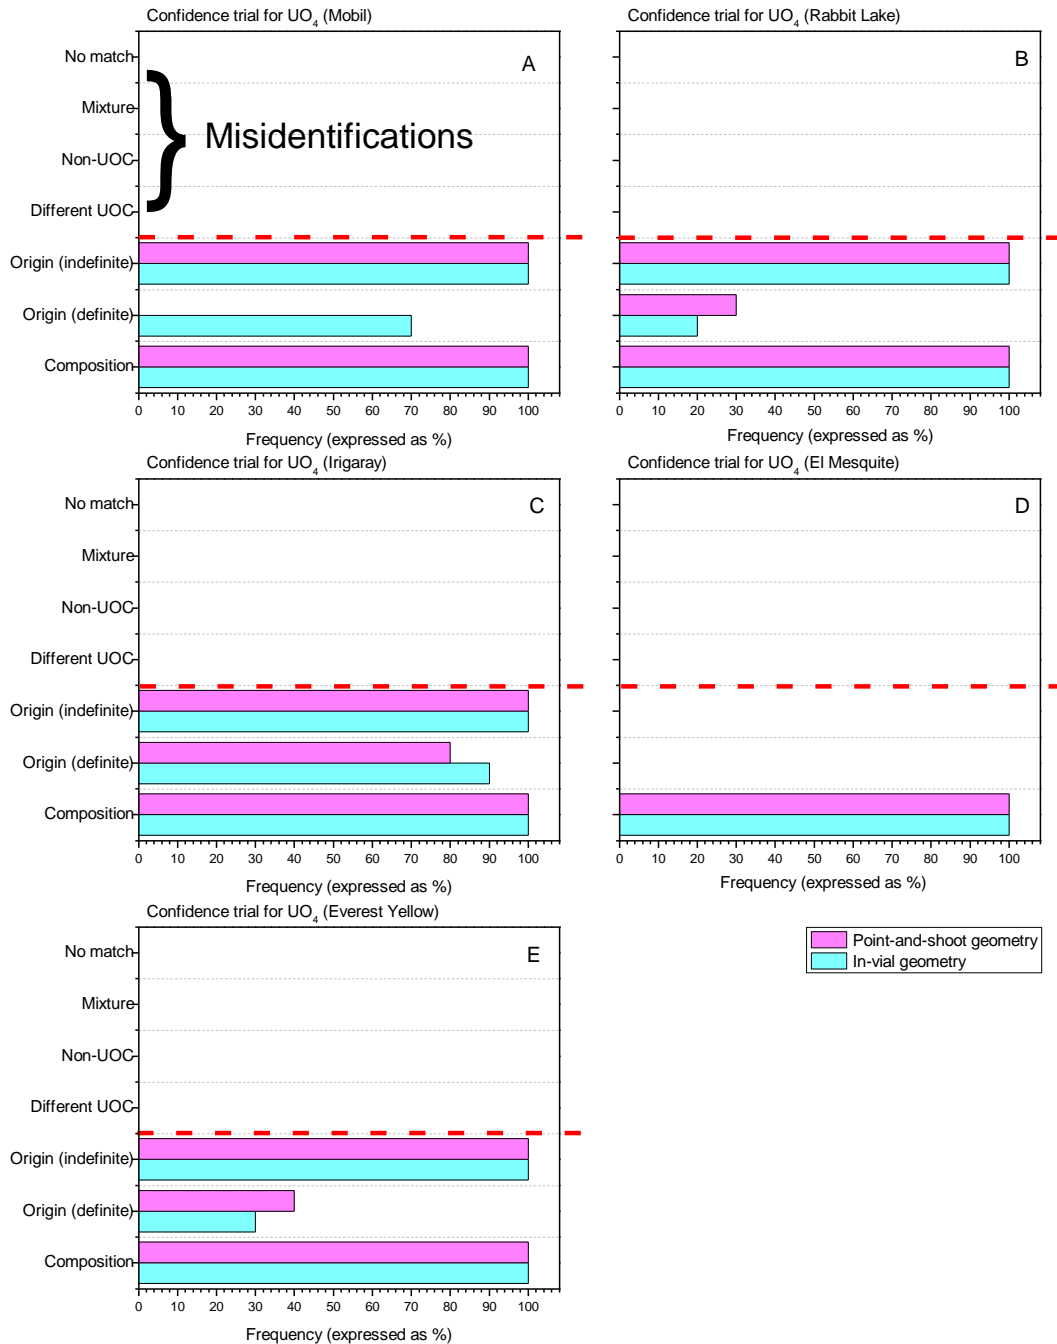 Confidence trial for UO4 (Mobil)
A
No match
Mixture
Non-UOC
Different UOC
Origin (indefinite)
Origin (definite)
Composition
} Misidentifications
0 10 20 30 40 50 60 70 80 90 100
Frequency (expressed as %)
Confidence trial for UO4 (Rabbit Lake)
B
0 10 20 30 40 50 60 70 80 90 100
Frequency (expressed as %)
Confidence trial for UO4 (Irigaray)
C
No match
Mixture
Non-UOC
Different UOC
Origin (indefinite)
Origin (definite)
Composition
0 10 20 30 40 50 60 70 80 90 100
Frequency (expressed as %)
Confidence trial for UO4 (El Mesquite)
D
0 10 20 30 40 50 60 70 80 90 100
Frequency (expressed as %)
Confidence trial for UO4 (Everest Yellow)
E
No match
Mixture
Non-UOC
Different UOC
Origin (indefinite)
Origin (definite)
Composition
0 10 20 30 40 50 60 70 80 90 100
Frequency (expressed as %)
Point-and-shoot geometry
In-vial geometry